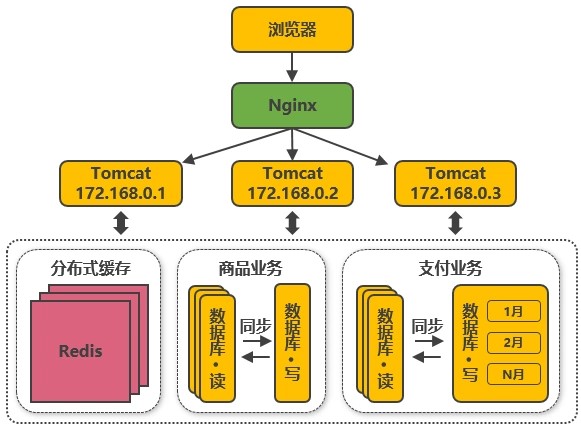 浏览器
Nginx
Tomcat
172.168.0.1
Tomcat
172.168.0.2
Tomcat
172.168.0.3
分布式缓存
Redis
商品业务
数据库·读
同步
数据库·写
支付业务
数据库·读
同步
数据库·写
1月
2月
N月